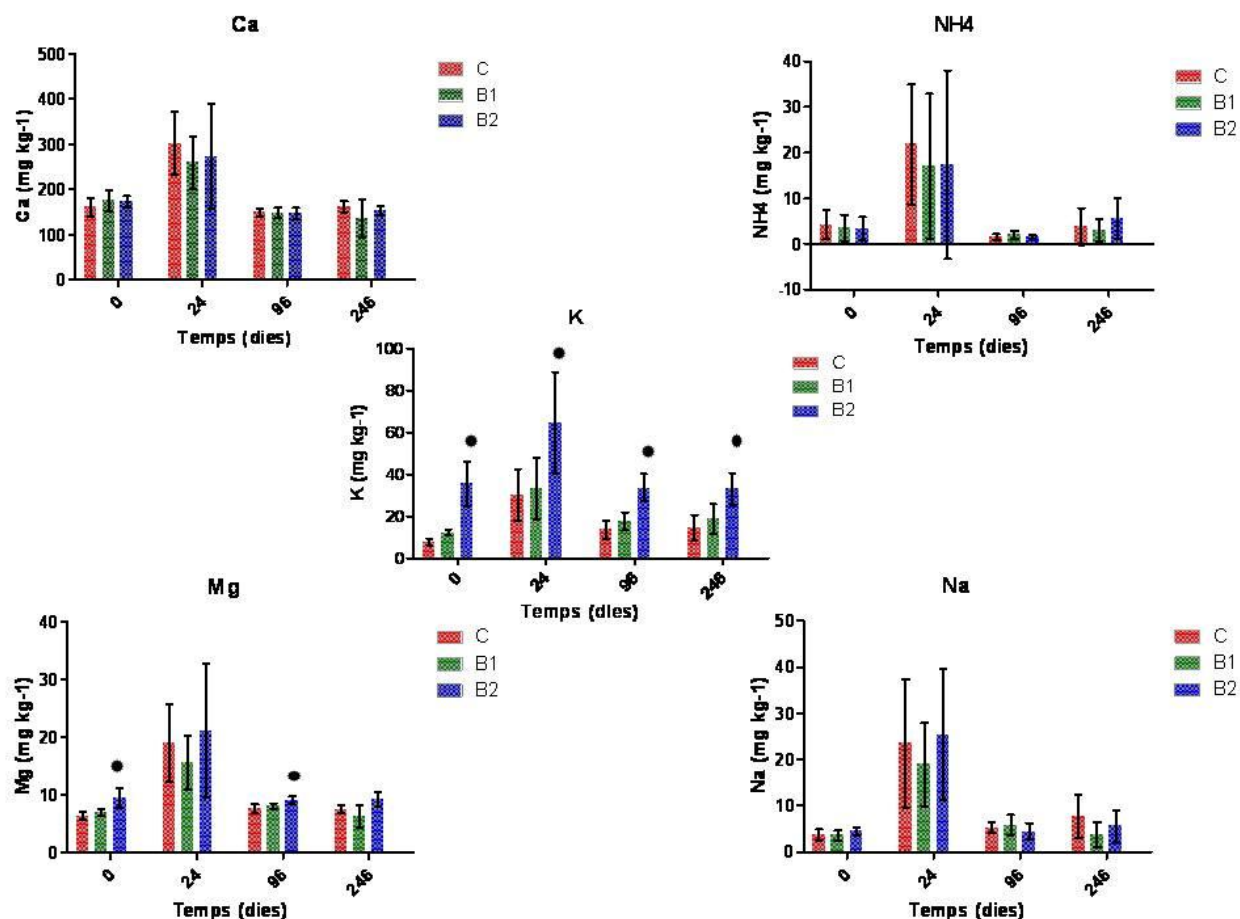 Ca
Ca (mg kg-1)
500
400
300
200
100
0
0
24
96
246
Temps (dies)
C
B1
B2
NH4
NH4 (mg kg-1)
40
30
20
10
0
-10
0
24
96
246
Temps (dies)
C
B1
B2
K
K (mg kg-1)
100
80
60
40
20
0
0
24
96
246
Temps (dies)
Mg
Mg (mg kg-1)
40
30
20
10
0
0
24
96
246
Temps (dies)
C
B1
B2
Na
Na (mg kg-1)
50
40
30
20
10
0
0
24
96
246
Temps (dies)
C
B1
B2